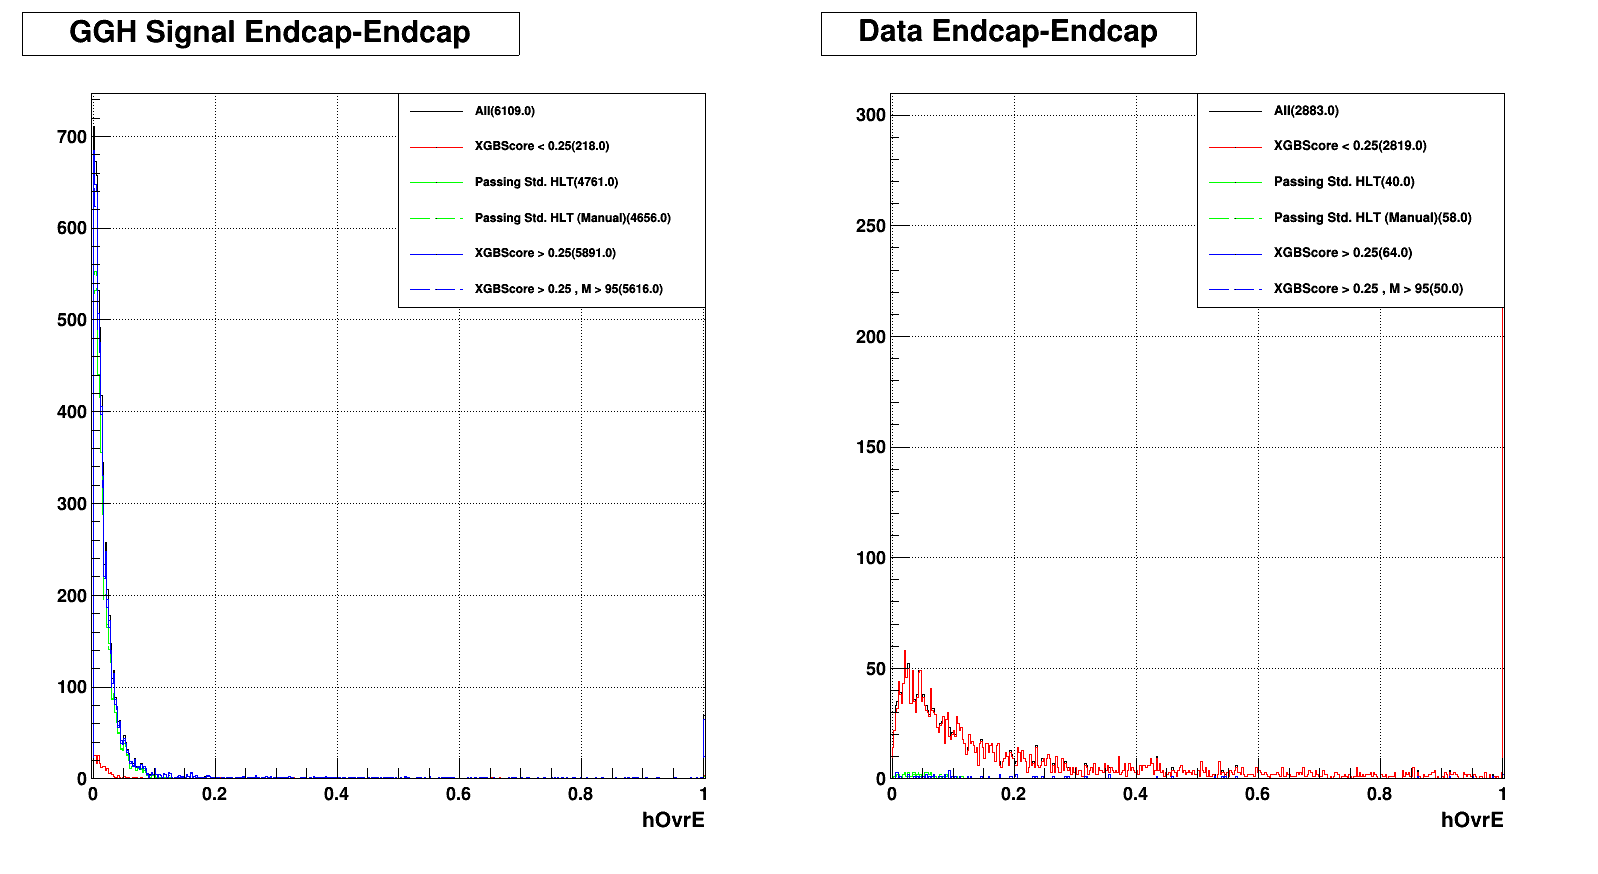 GGH Signal Endcap-Endcap
All(6109.0)
XGBScore < 0.25(218.0)
Passing Std. HLT(4761.0)
Passing Std. HLT (Manual)(4656.0)
XGBScore > 0.25(5891.0)
XGBScore > 0.25 , M > 95(5616.0)
700
600
500
400
300
200
100
0
0 0.2 0.4 0.6 0.8 1
hOvrE
Data Endcap-Endcap
All(2883.0)
XGBScore < 0.25(2819.0)
Passing Std. HLT(40.0)
Passing Std. HLT (Manual)(58.0)
XGBScore > 0.25(64.0)
XGBScore > 0.25 , M > 95(50.0)
300
250
200
150
100
50
0
0 0.2 0.4 0.6 0.8 1
hOvrE